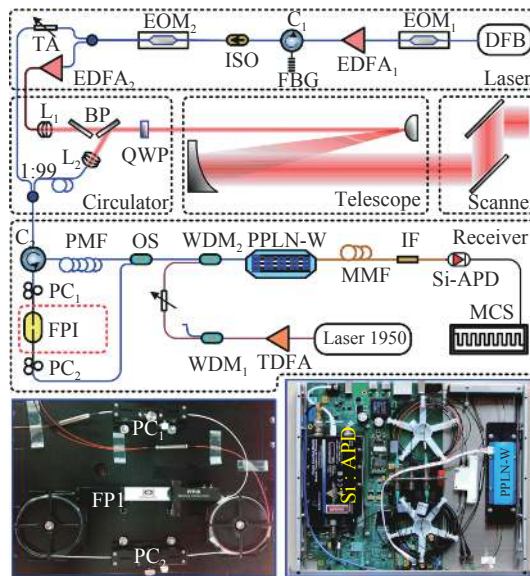 EOM₂
C₁
EOM₁
TA
ISO
DFB
EDFA₂
FBG
EDFA₁
Laser
L₁
BP
L₂
QWP
1:99
Circulator
Telescope
Scanner
C₂
PMF
OS
WDM₂
PPLN-W
IF
Receiver
MMF
Si-APD
PC₁
FPI
MCS
Laser 1950
WDM₁
TDFA
PC₂
PC₁
FP1
PC₂
Si : APD
PPLN-W